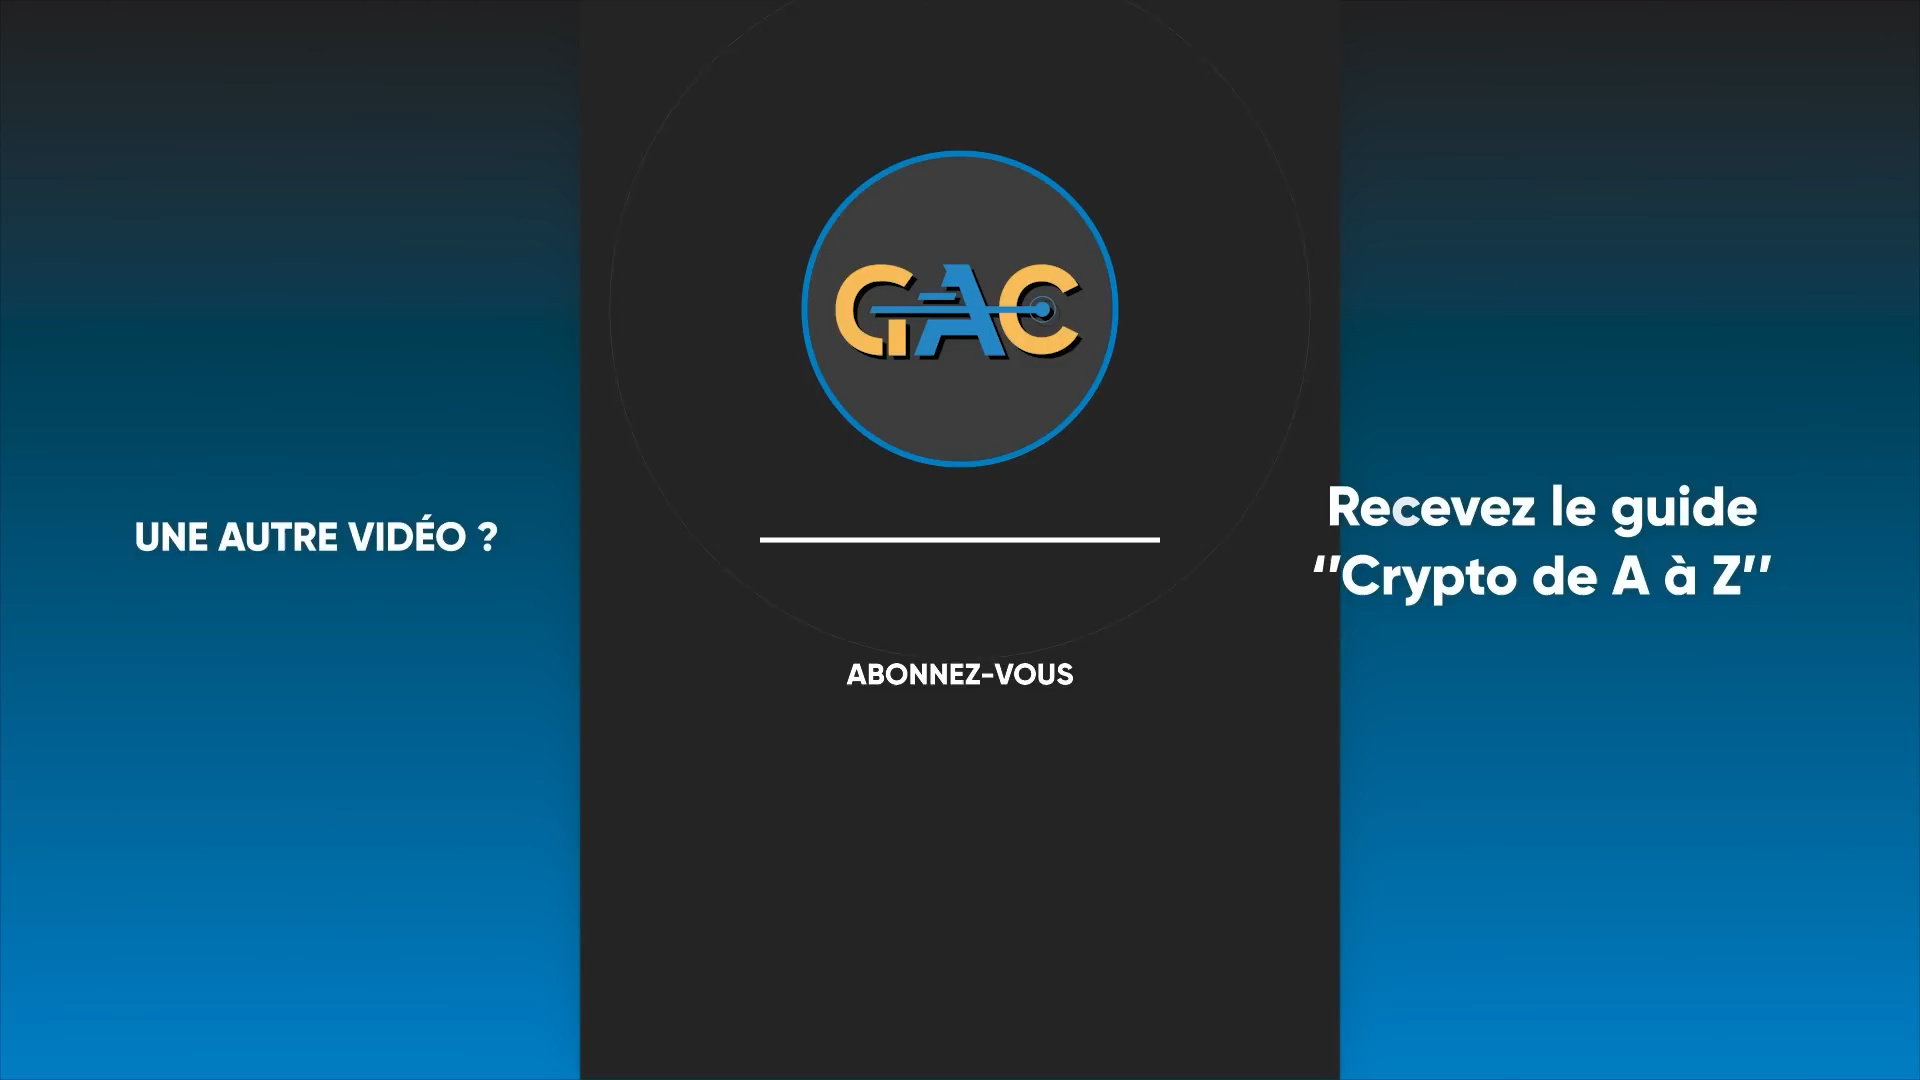 GAC
UNE AUTRE VIDÉO ?
Recevez le guide
‘’Crypto de A à Z’’
ABONNEZ-VOUS